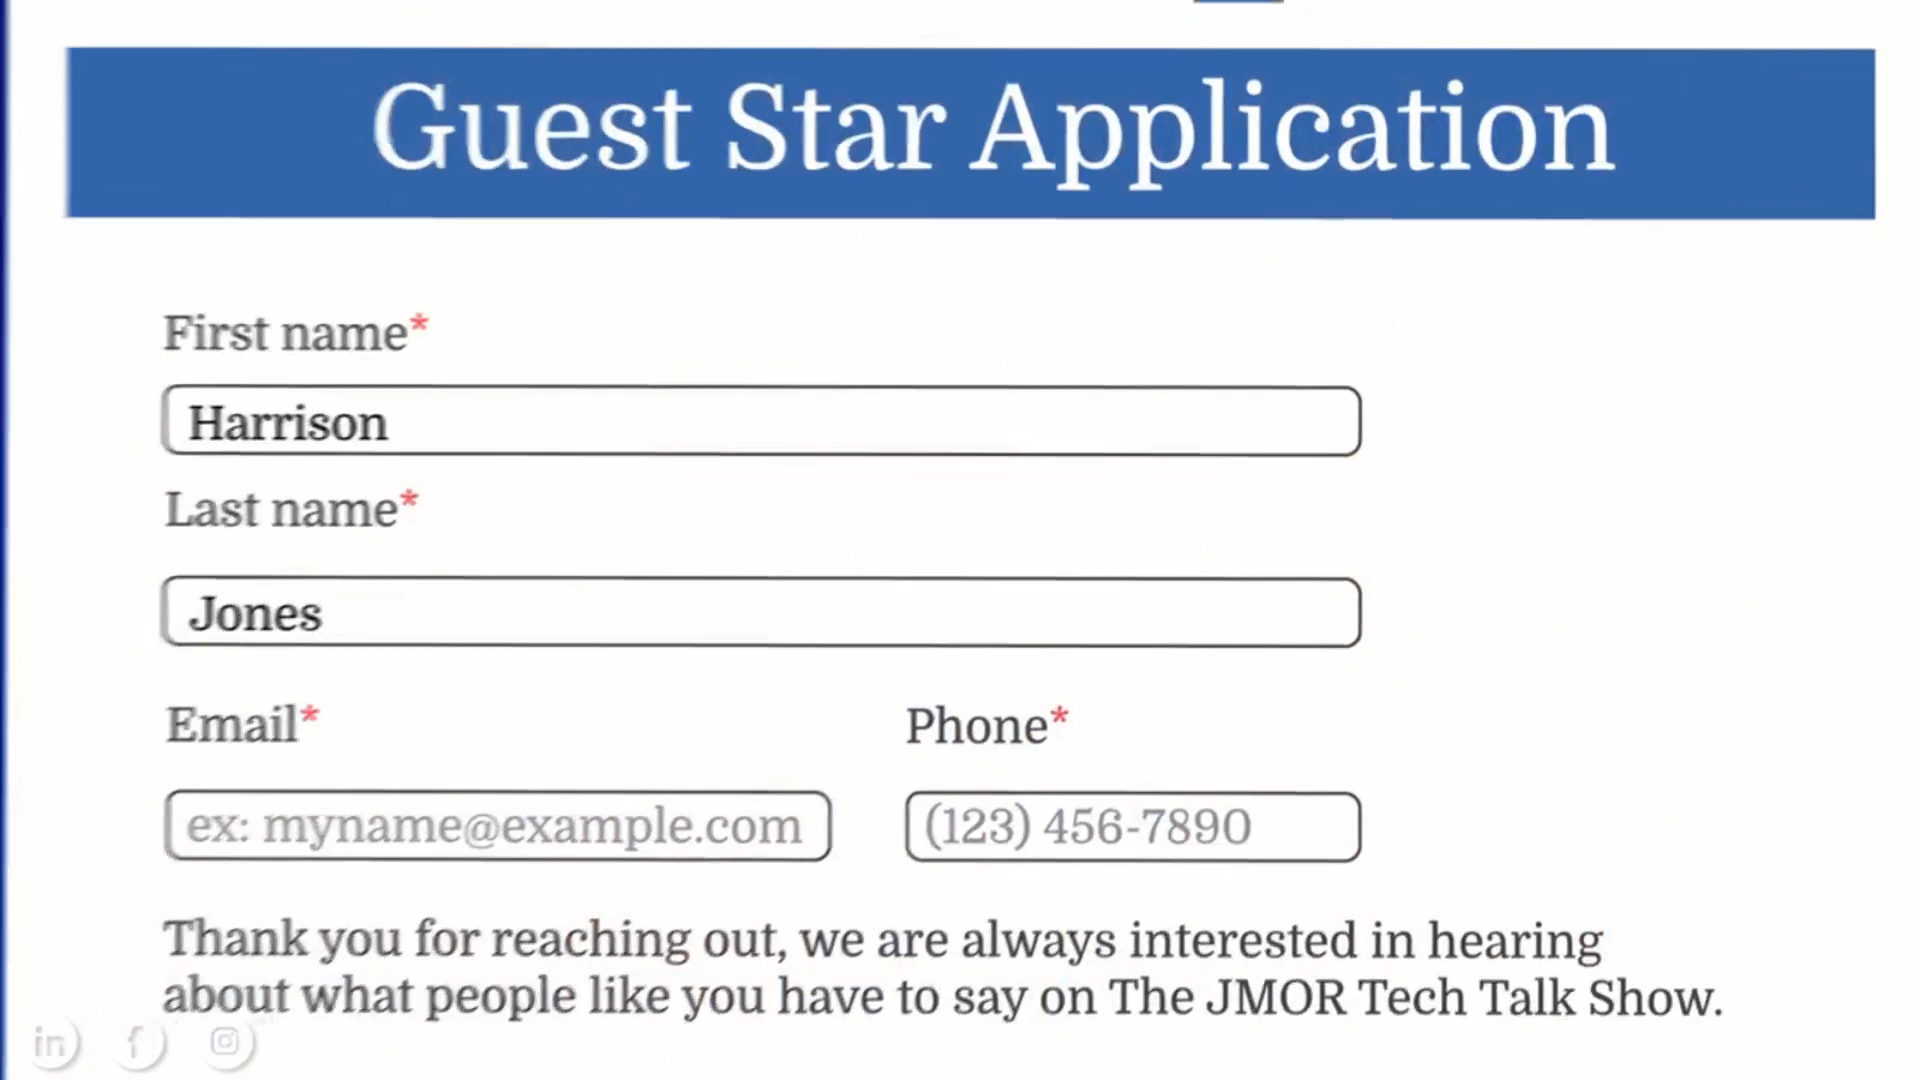 Guest Star Application
First name*
Harrison
Last name*
Jones
Email* Phone*
ex: myname@example.com (123) 456-7890
Thank you for reaching out, we are always interested in hearing
about what people like you have to say on The JMOR Tech Talk Show.
in f